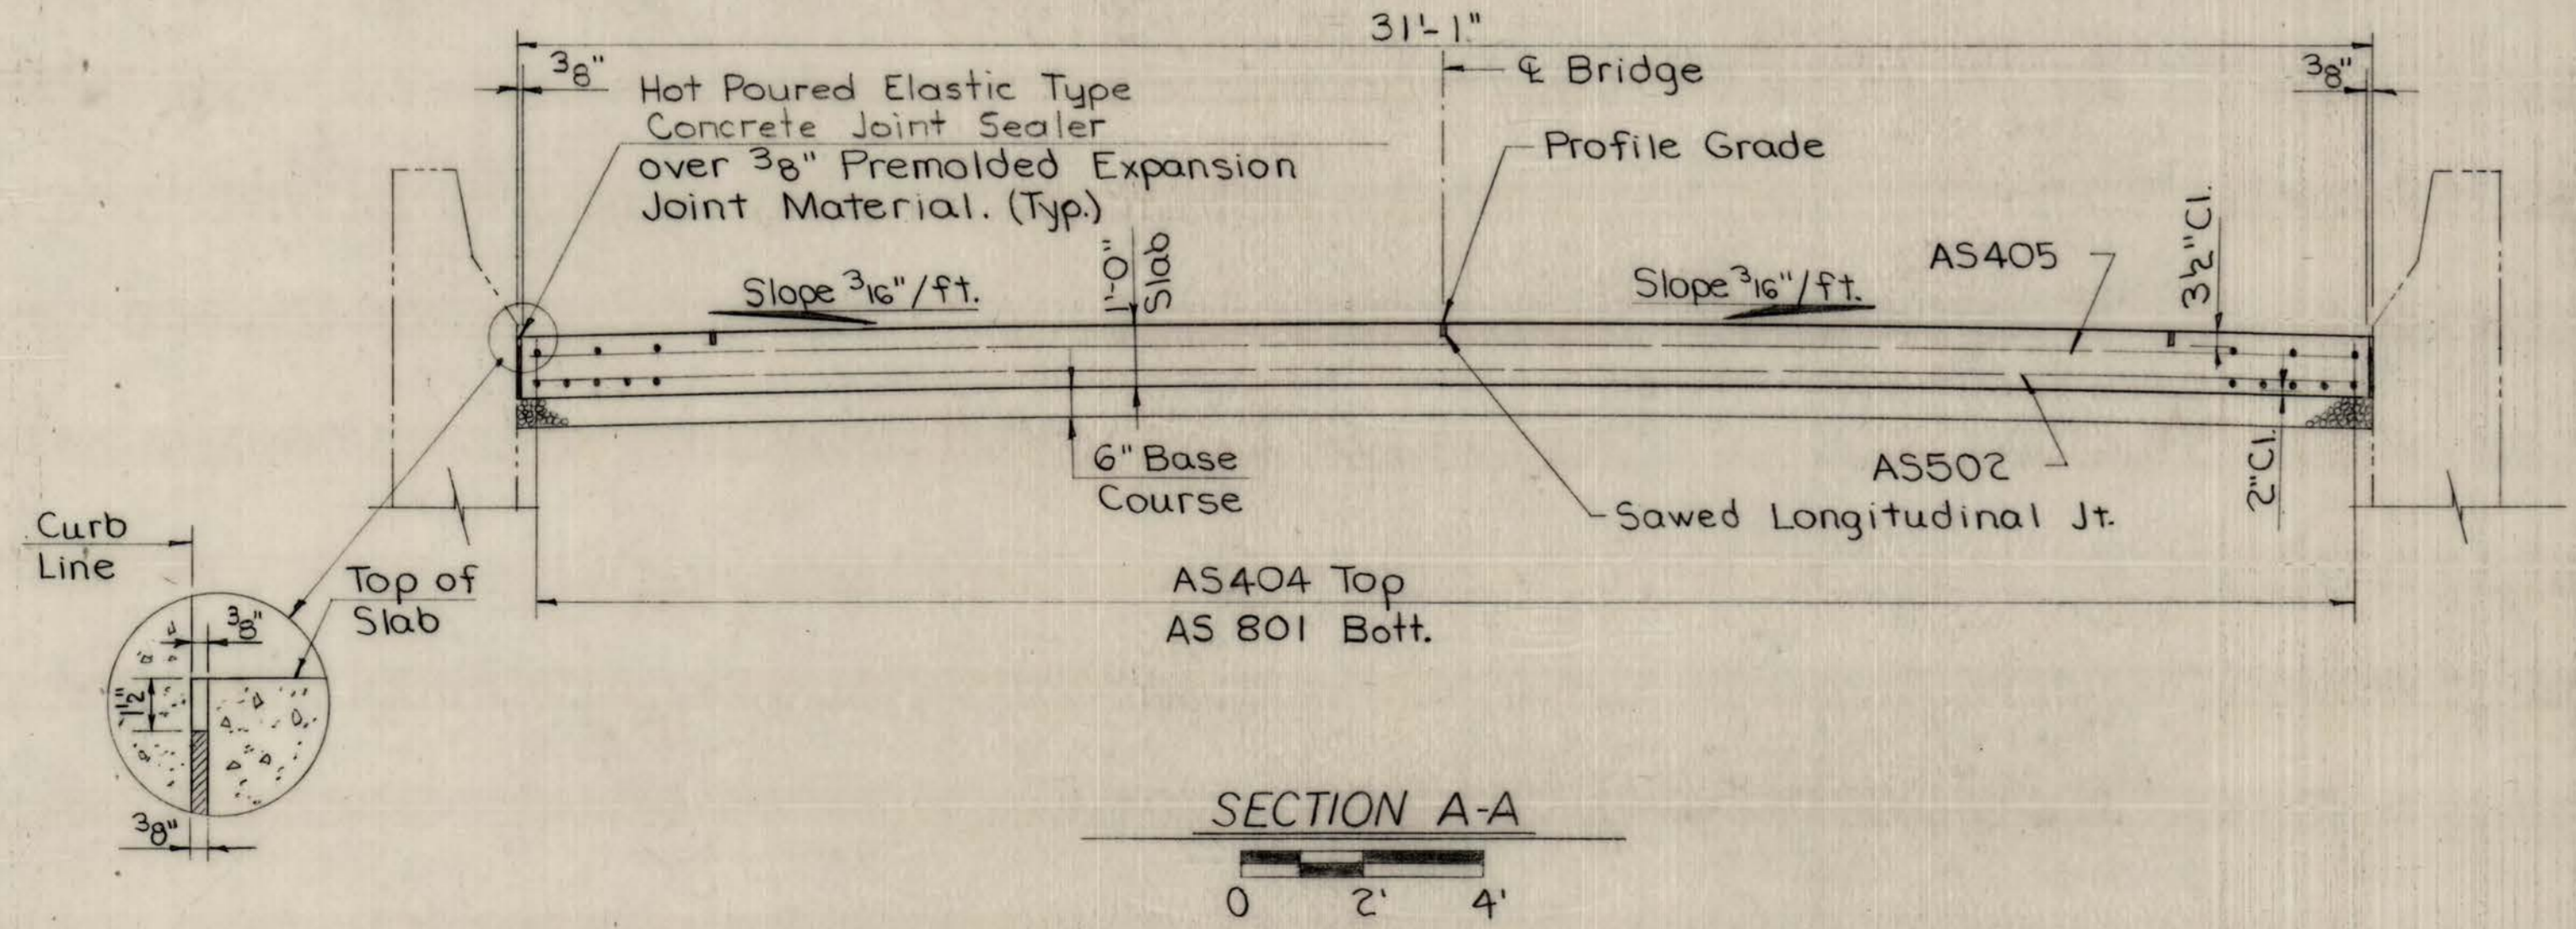 31'-1"
3/8"
Hot Poured Elastic Type
Concrete Joint Sealer
over 3/8" Premolded Expansion
Joint Material. (Typ.)
℄ Bridge
3/8"
Profile Grade
Slope 3/16"/ft.
1'-0"
Slab
Slope 3/16"/ft.
AS405
3½"Cl.
6" Base
Course
AS502
2"Cl.
Sawed Longitudinal Jt.
Curb
Line
Top of
Slab
AS404 Top
AS 801 Bott.
3/8"
1/2"
3/8"
SECTION A-A
0 2' 4'